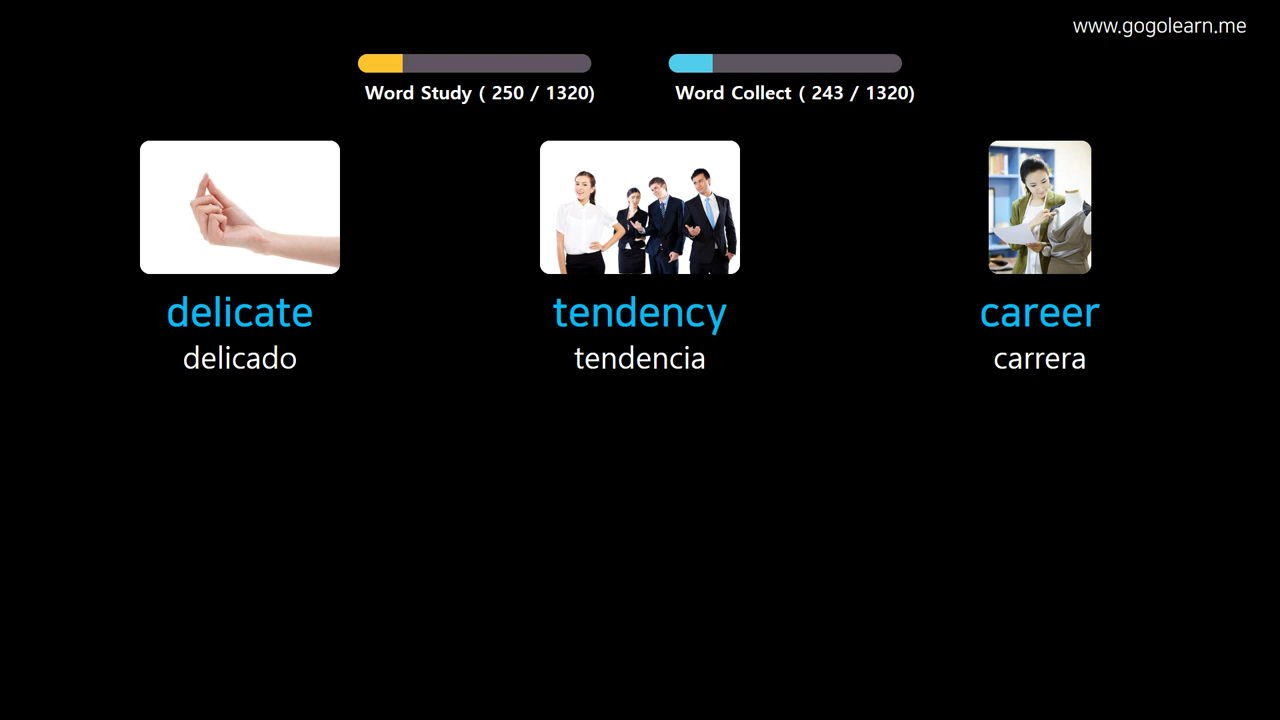 www.gogolearn.me
Word Study ( 250 / 1320)
Word Collect ( 243 / 1320)
delicate
delicado
tendency
tendencia
career
carrera